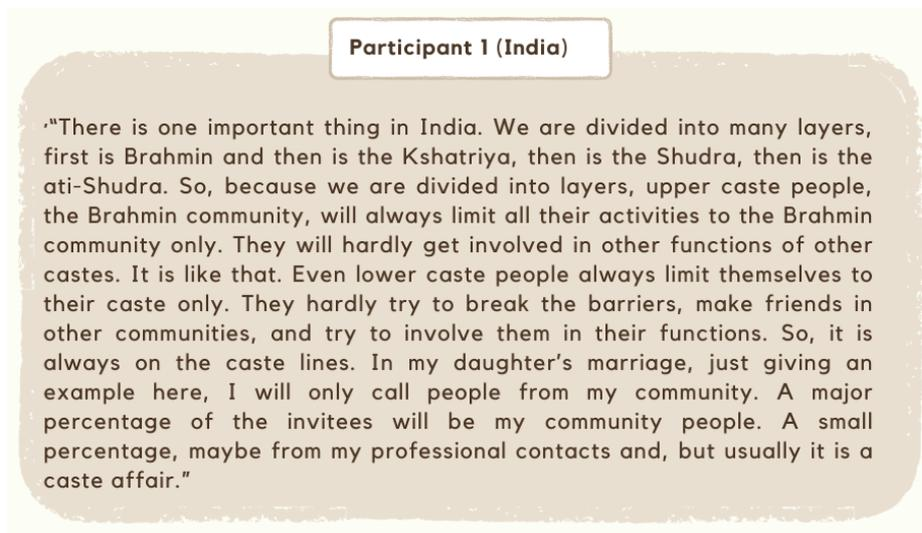 Participant 1 (India)
‘“There is one important thing in India. We are divided into many layers,
first is Brahmin and then is the Kshatriya, then is the Shudra, then is the
ati-Shudra. So, because we are divided into layers, upper caste people,
the Brahmin community, will always limit all their activities to the Brahmin
community only. They will hardly get involved in other functions of other
castes. It is like that. Even lower caste people always limit themselves to
their caste only. They hardly try to break the barriers, make friends in
other communities, and try to involve them in their functions. So, it is
always on the caste lines. In my daughter’s marriage, just giving an
example here, I will only call people from my community. A major
percentage of the invitees will be my community people. A small
percentage, maybe from my professional contacts and, but usually it is a
caste affair.”